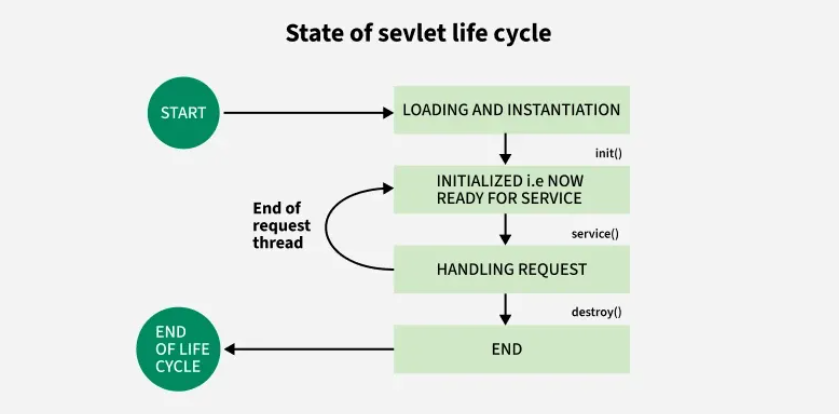 State of sevlet life cycle
START
LOADING AND INSTANTIATION
init()
INITIALIZED i.e NOW
READY FOR SERVICE
End of
request
thread
service()
HANDLING REQUEST
destroy()
END
OF LIFE
CYCLE
END